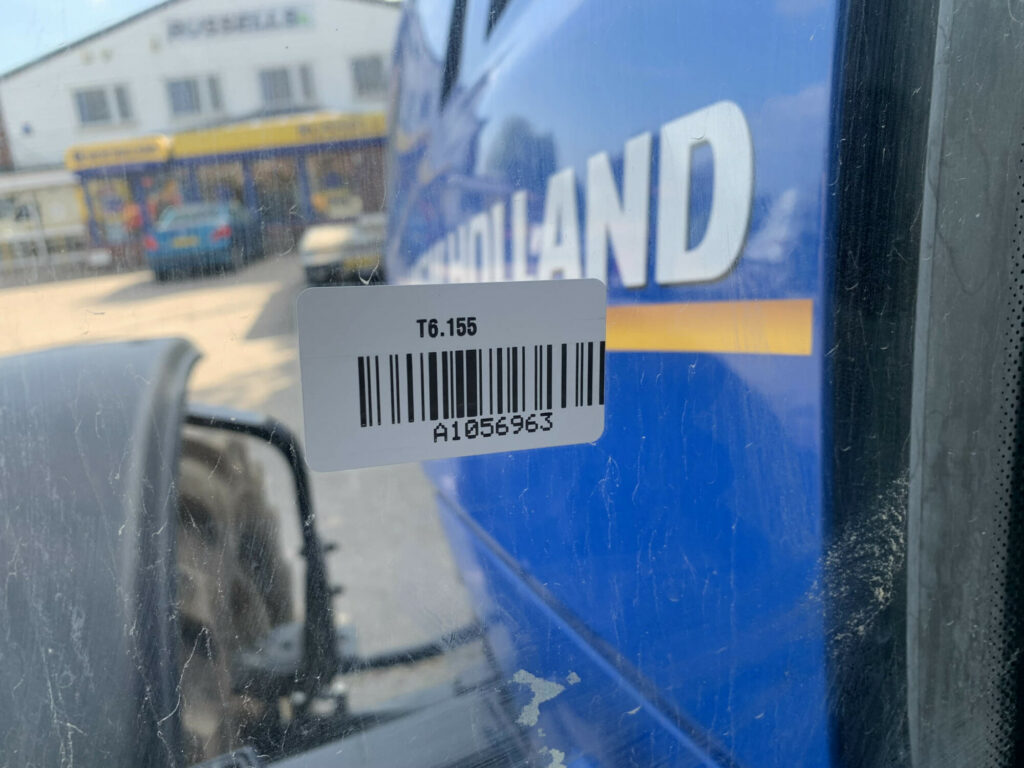 RUSSELLS
HOLLAND
T6.155
A1056963